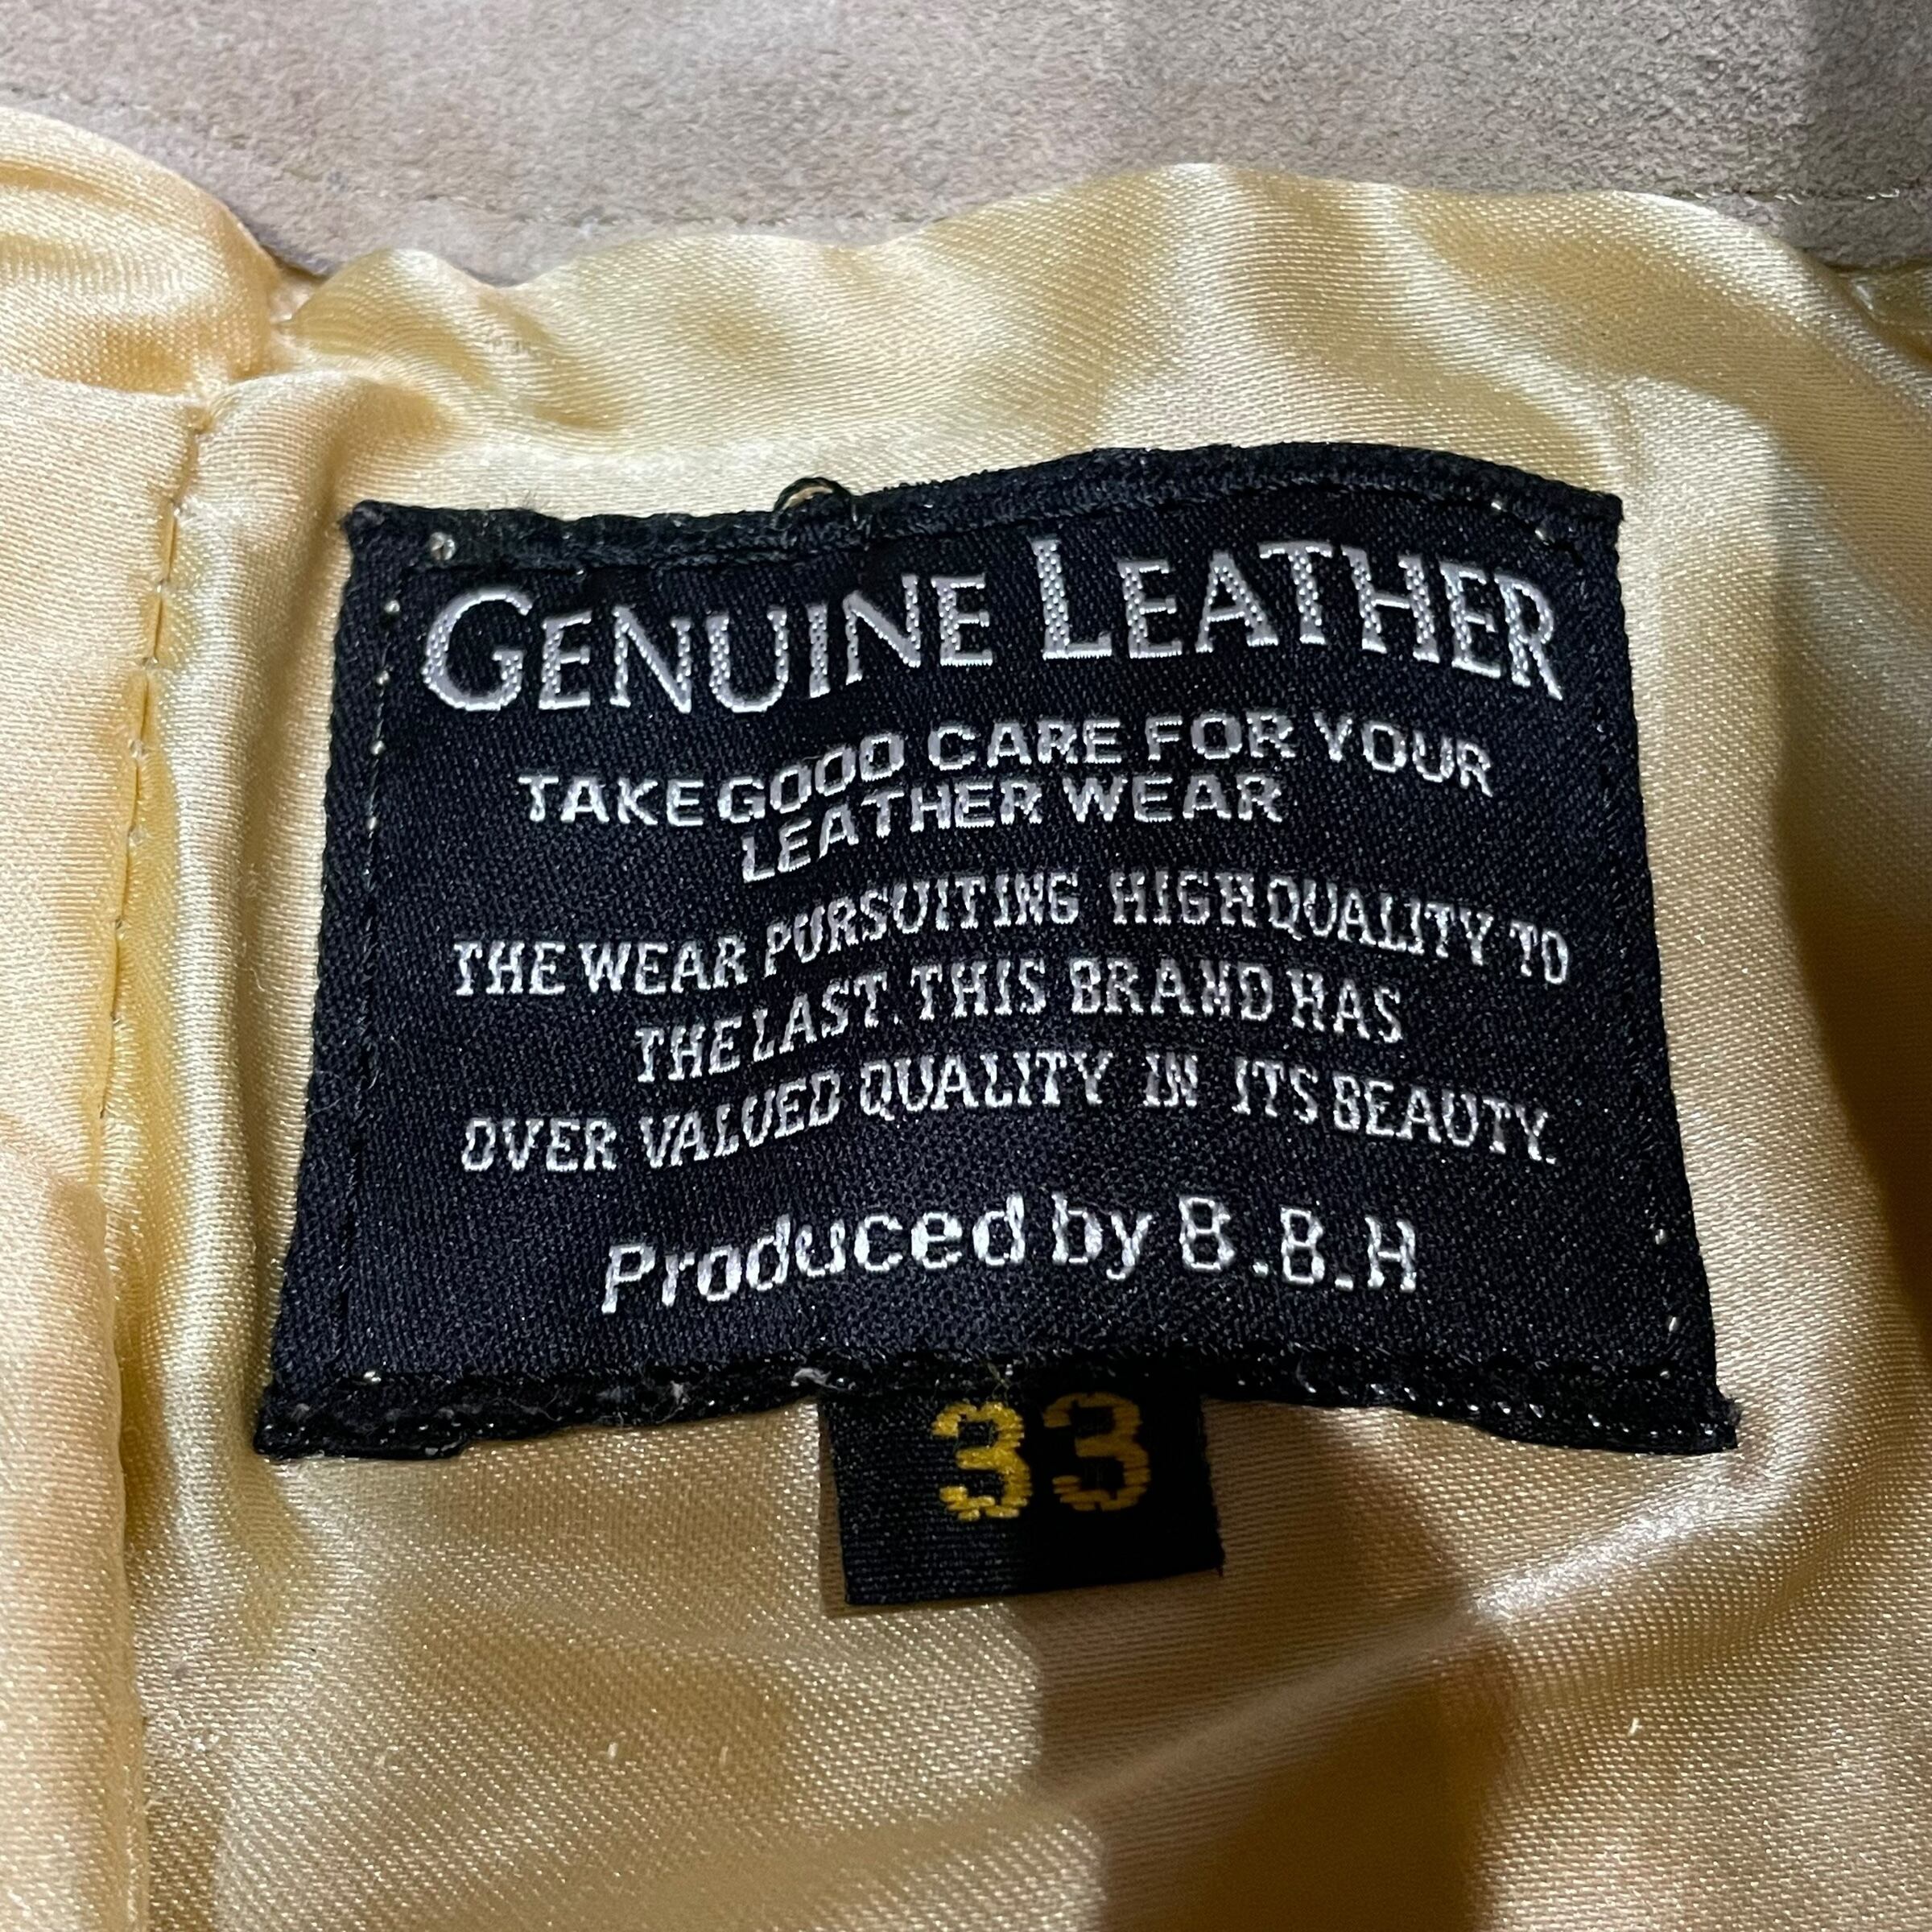 GENUINE LEATHER
TAKE GOOD CARE FOR YOUR
LEATHER WEAR
THE WEAR PURSUITING HIGH QUALITY TO
THE LAST. THIS BRAND HAS
OVER VALUED QUALITY IN ITS BEAUTY.
Produced by B.B.H
33